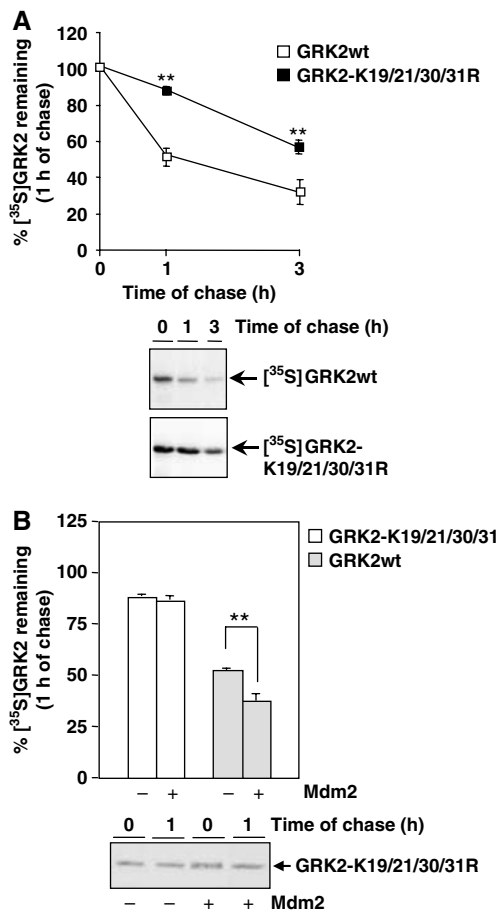 A
120
100
80
60
40
20
0
% [³⁵S]GRK2 remaining
(1 h of chase)
**
**
GRK2wt
GRK2-K19/21/30/31R
0 1 3
Time of chase (h)
0 1 3 Time of chase (h)
[³⁵S]GRK2wt
[³⁵S]GRK2-
K19/21/30/31R
B
125
100
75
50
25
0
% [³⁵S]GRK2 remaining
(1 h of chase)
GRK2-K19/21/30/31
GRK2wt
**
– + – + Mdm2
0 1 0 1 Time of chase (h)
GRK2-K19/21/30/31R
– – + + Mdm2